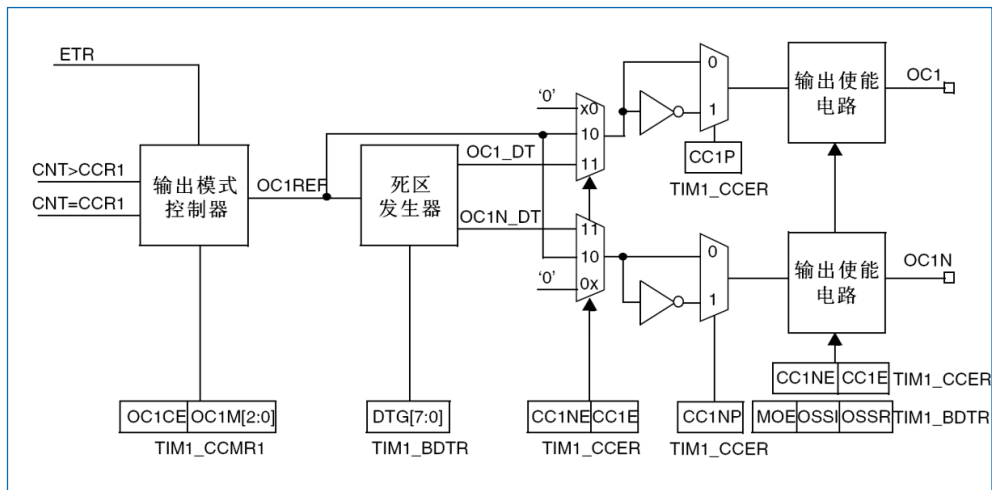 ETR
CNT>CCR1
CNT=CCR1
输出模式
控制器
OC1REF
死区
发生器
OC1_DT
OC1N_DT
‘0’
x0
10
11
11
10
0x
‘0’
0
1
CC1P
TIM1_CCER
0
1
输出使能
电路
OC1
输出使能
电路
OC1N
OC1CE OC1M[2:0]
TIM1_CCMR1
DTG[7:0]
TIM1_BDTR
CC1NE CC1E
TIM1_CCER
CC1NP
TIM1_CCER
CC1NE CC1E TIM1_CCER
MOE OSSI OSSR TIM1_BDTR